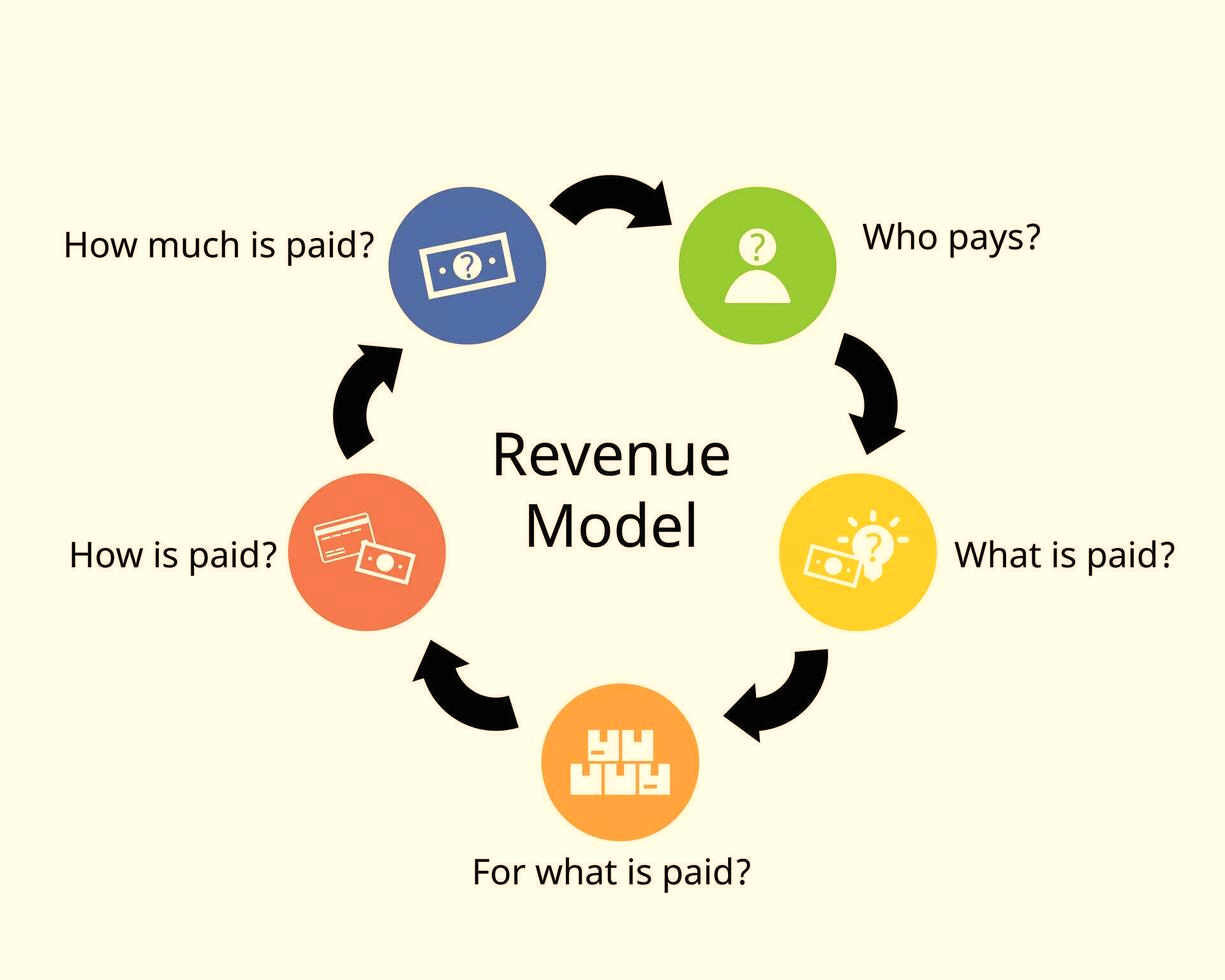 How much is paid?
Who pays?
Revenue
Model
How is paid?
What is paid?
For what is paid?